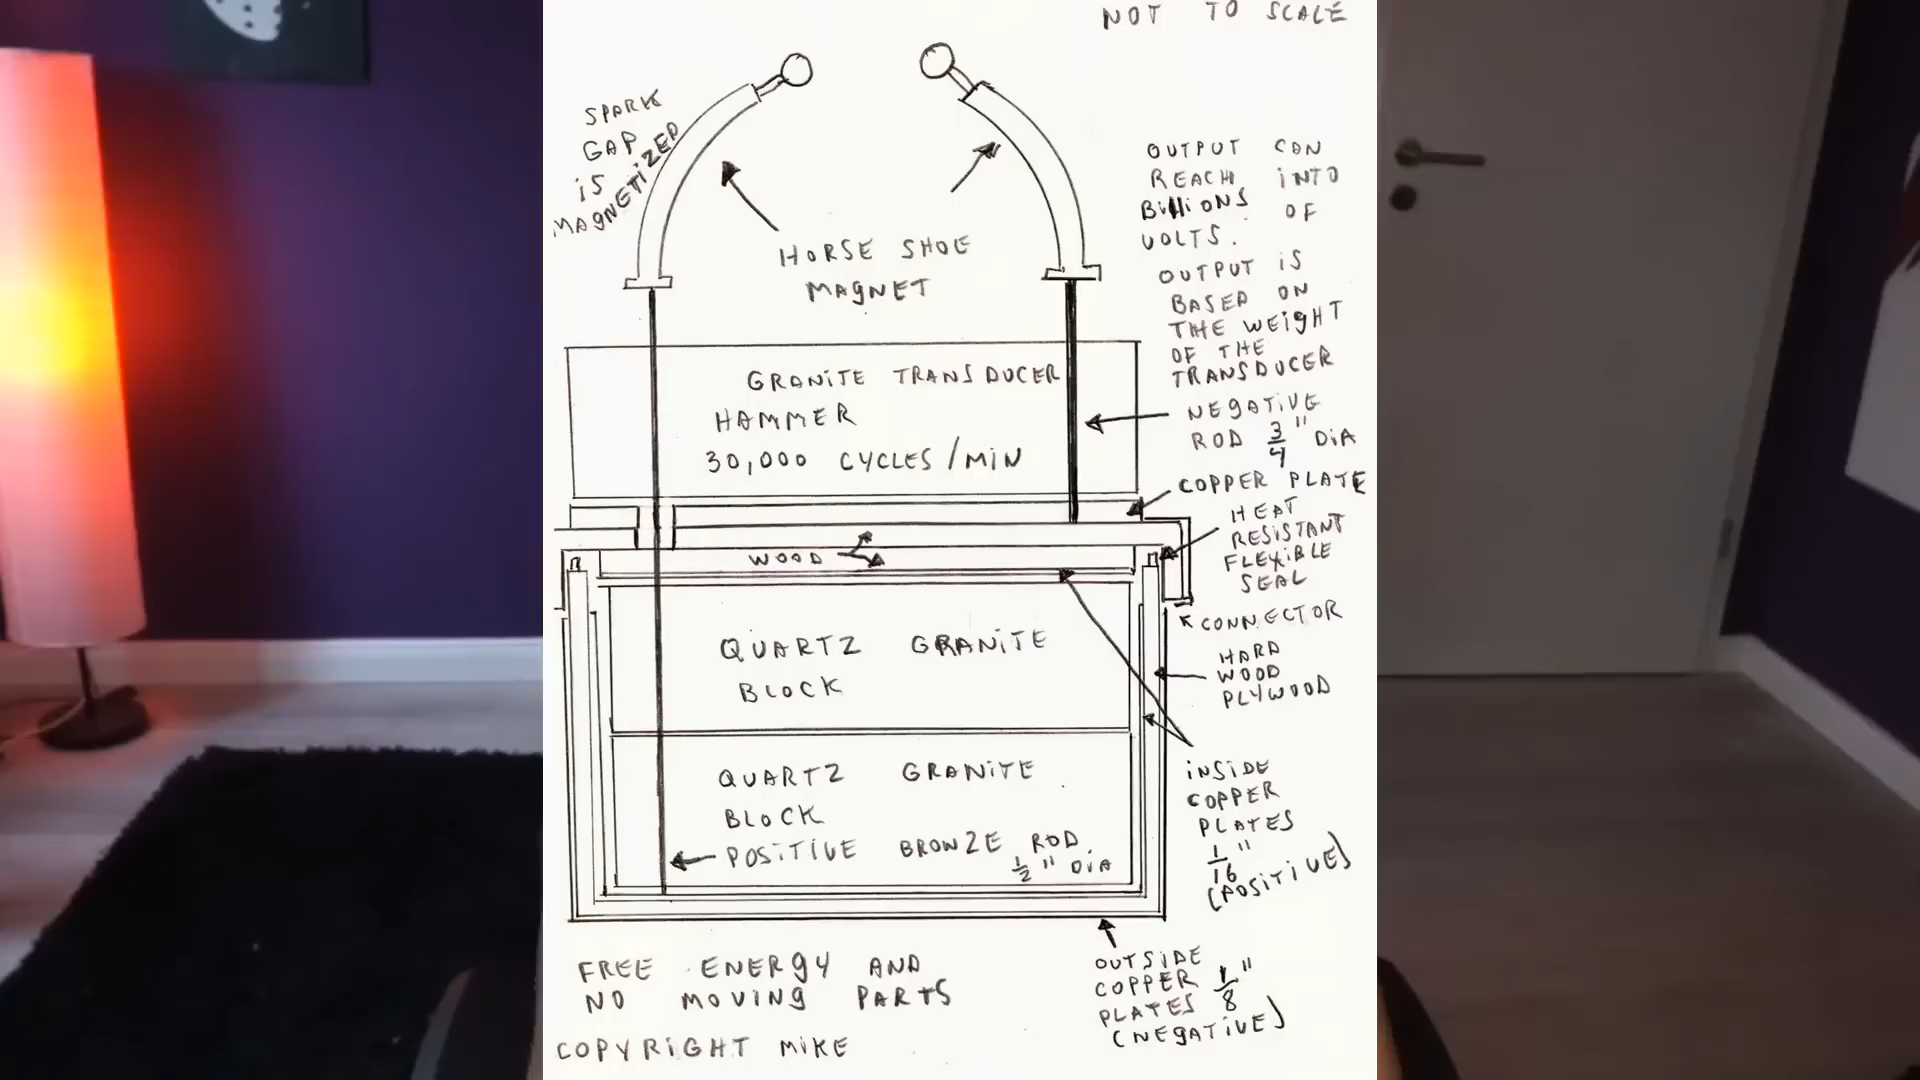 NOT TO SCALE
SPARK
GAP
iS
MAGNETiZED
HORSE SHOE
MAGNET
OUTPUT CAN
REACH iNTO
BilliONS OF
VOLTS.
OUTPUT iS
BASED ON
THE WEiGHT
OF THE
TRANSDUCER
NEGATiVE
ROD 3/4" DiA
GRANiTE TRANSDUCER
HAMMER
30,000 CYCLES/MiN
COPPER PLATE
HEAT
RESiSTANT
FLEXiBLE
SEAL
WOOD
CONNECTOR
HARD
WOOD
PLYWOOD
QUARTZ GRANiTE
BLOCK
QUARTZ GRANiTE
BLOCK
POSiTiVE BRONZE ROD
1/2" DiA
iNSiDE
COPPER
PLATES
1/16"
(POSiTiVE)
OUTSiDE
COPPER 1/8"
PLATES
(NEgATiVE)
FREE ENERGY AND
NO MOViNg PARTS
COPYRiGHT MiKE